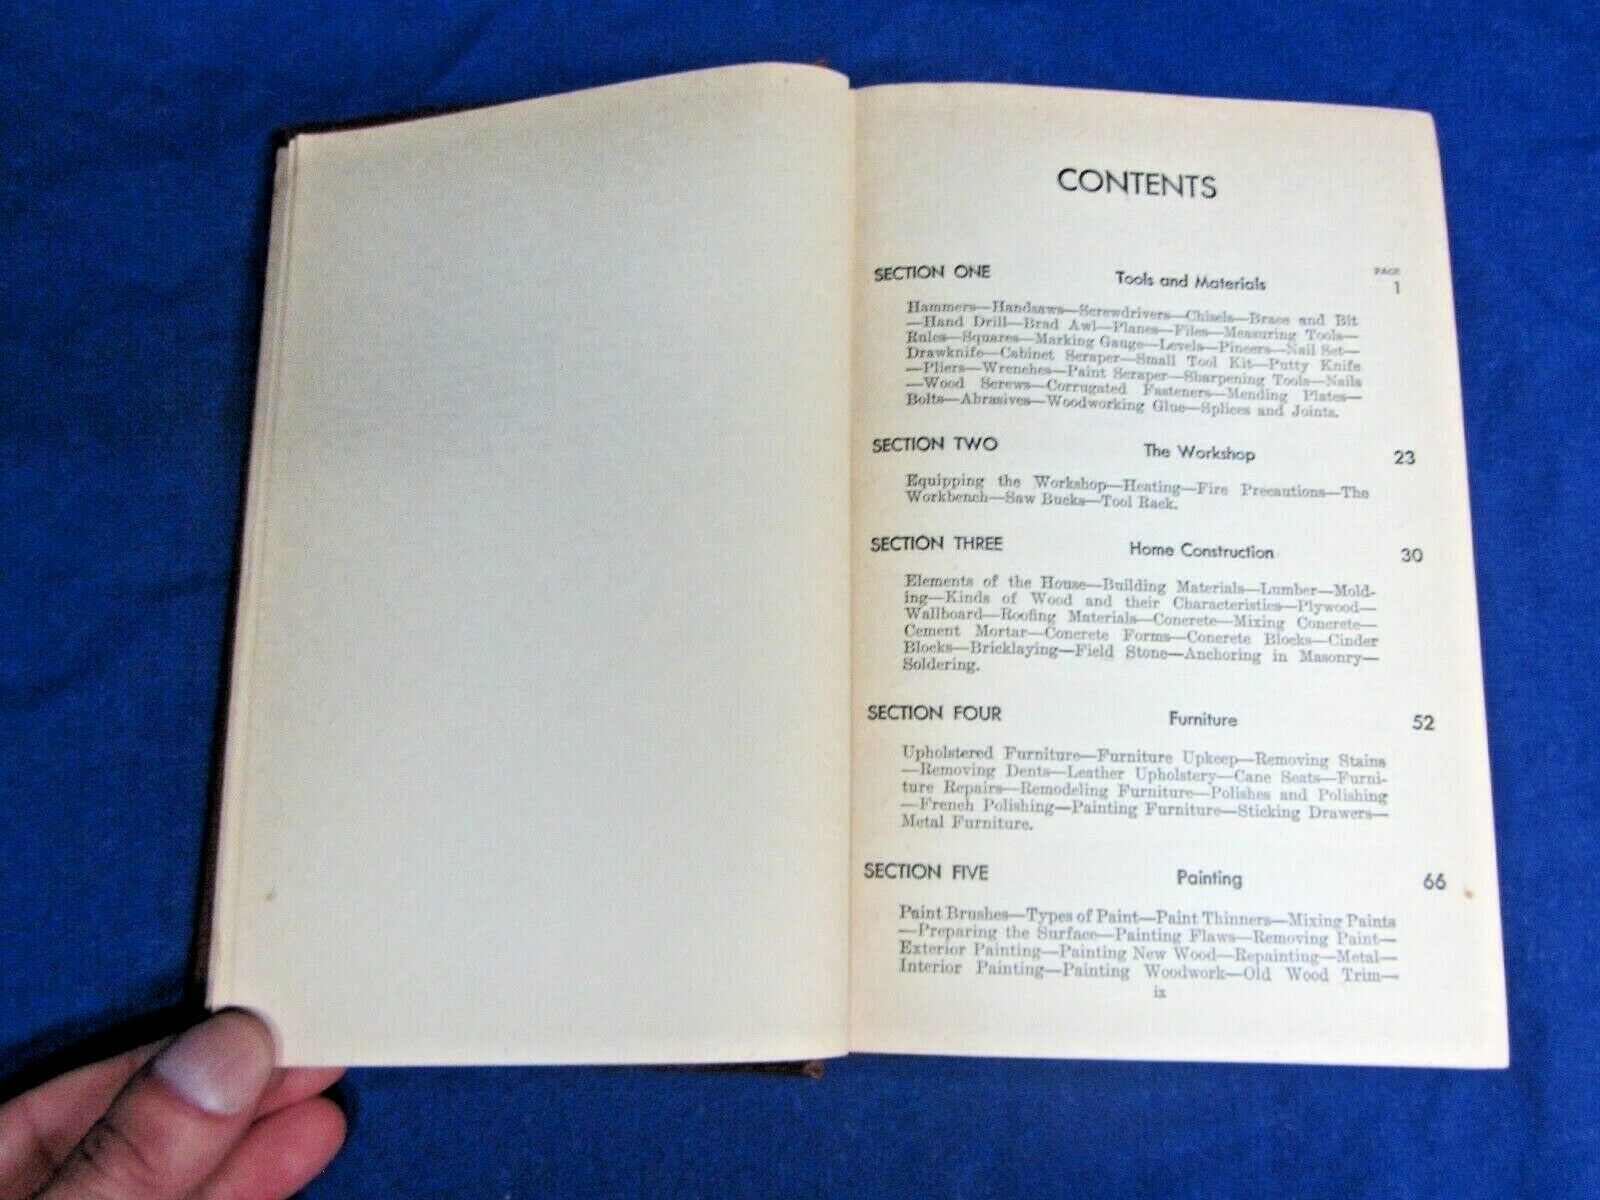 CONTENTS
PAGE
SECTION ONE Tools and Materials 1
Hammers—Handsaws—Screwdrivers—Chisels—Brace and Bit
—Hand Drill—Brad Awl—Planes—Files—Measuring Tools—
Rules—Squares—Marking Gauge—Levels—Pincers—Nail Set—
Drawknife—Cabinet Scraper—Small Tool Kit—Putty Knife
—Pliers—Wrenches—Paint Scraper—Sharpening Tools—Nails
—Wood Screws—Corrugated Fasteners—Mending Plates—
Bolts—Abrasives—Woodworking Glue—Splices and Joints.
SECTION TWO The Workshop 23
Equipping the Workshop—Heating—Fire Precautions—The
Workbench—Saw Bucks—Tool Rack.
SECTION THREE Home Construction 30
Elements of the House—Building Materials—Lumber—Mold-
ing—Kinds of Wood and their Characteristics—Plywood—
Wallboard—Roofing Materials—Concrete—Mixing Concrete—
Cement Mortar—Concrete Forms—Concrete Blocks—Cinder
Blocks—Bricklaying—Field Stone—Anchoring in Masonry—
Soldering.
SECTION FOUR Furniture 52
Upholstered Furniture—Furniture Upkeep—Removing Stains
—Removing Dents—Leather Upholstery—Cane Seats—Furni-
ture Repairs—Remodeling Furniture—Polishes and Polishing
—French Polishing—Painting Furniture—Sticking Drawers—
Metal Furniture.
SECTION FIVE Painting 66
Paint Brushes—Types of Paint—Paint Thinners—Mixing Paints
—Preparing the Surface—Painting Flaws—Removing Paint—
Exterior Painting—Painting New Wood—Repainting—Metal—
Interior Painting—Painting Woodwork—Old Wood Trim—
ix